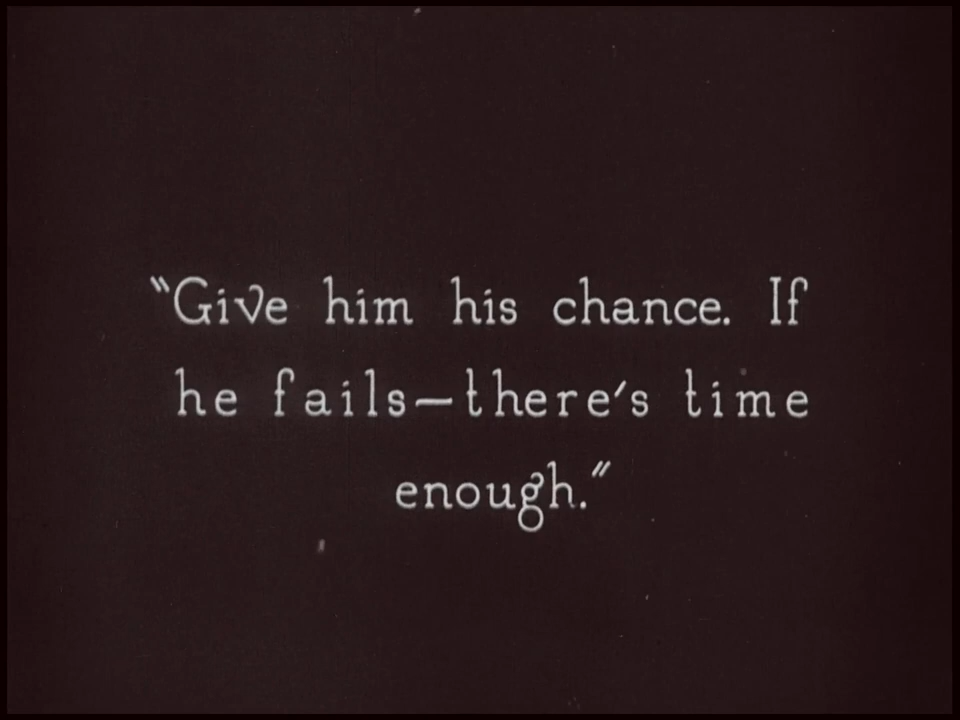 “Give him his chance. If
he fails—there's time
enough.”